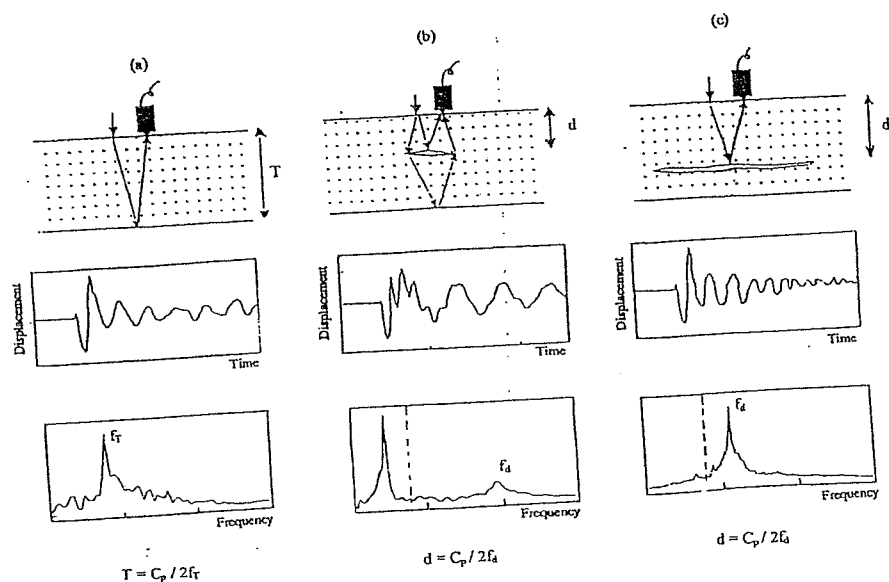 (a)
T
Displacement
Time
f_T
Frequency
T = C_p / 2f_T
(b)
d
Time
f_d
Frequency
d = C_p / 2f_d
(c)
d
Time
f_d
Frequency
d = C_p / 2f_d
Displacement
Displacement